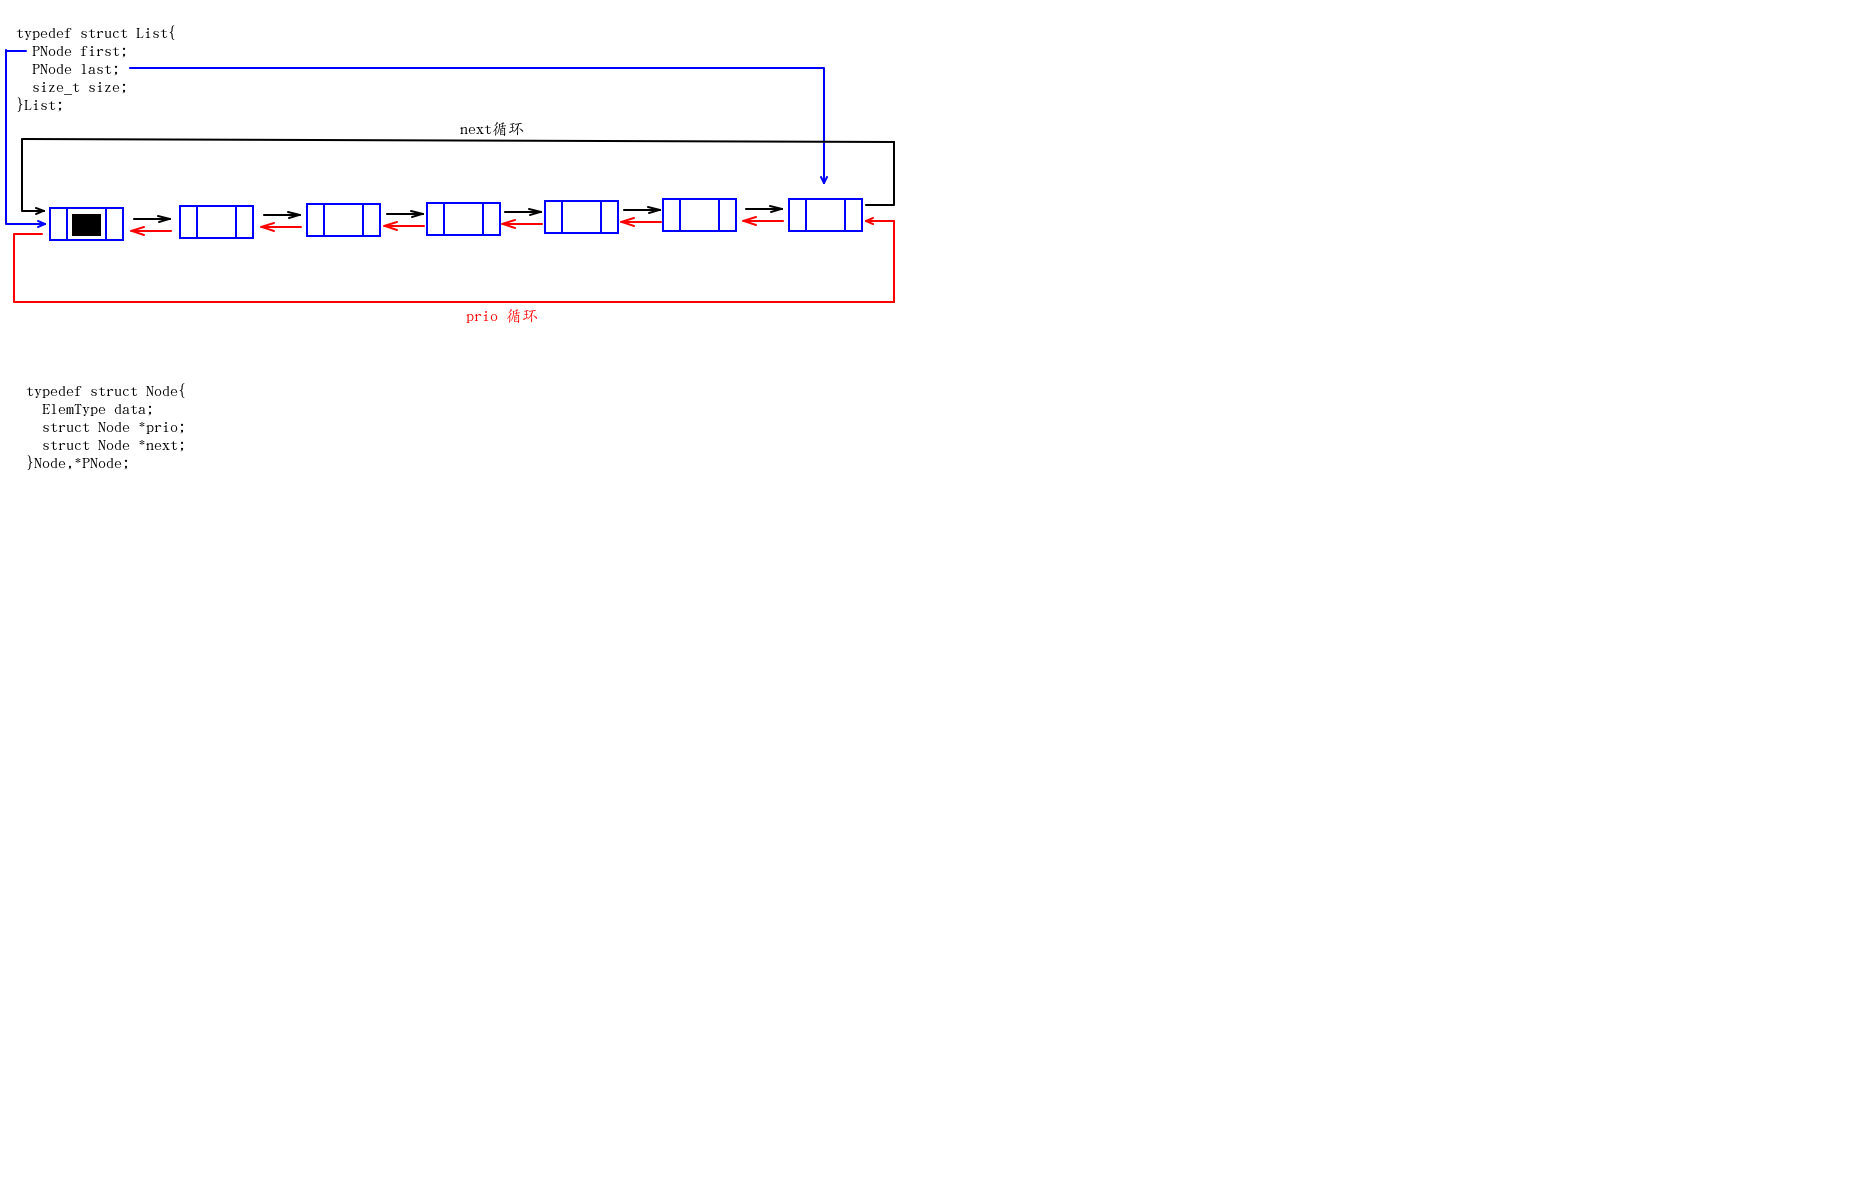 typedef struct List{
PNode first;
PNode last;
size_t size;
}List;
next循环
prio 循环
typedef struct Node{
ElemType data;
struct Node *prio;
struct Node *next;
}Node,*PNode;